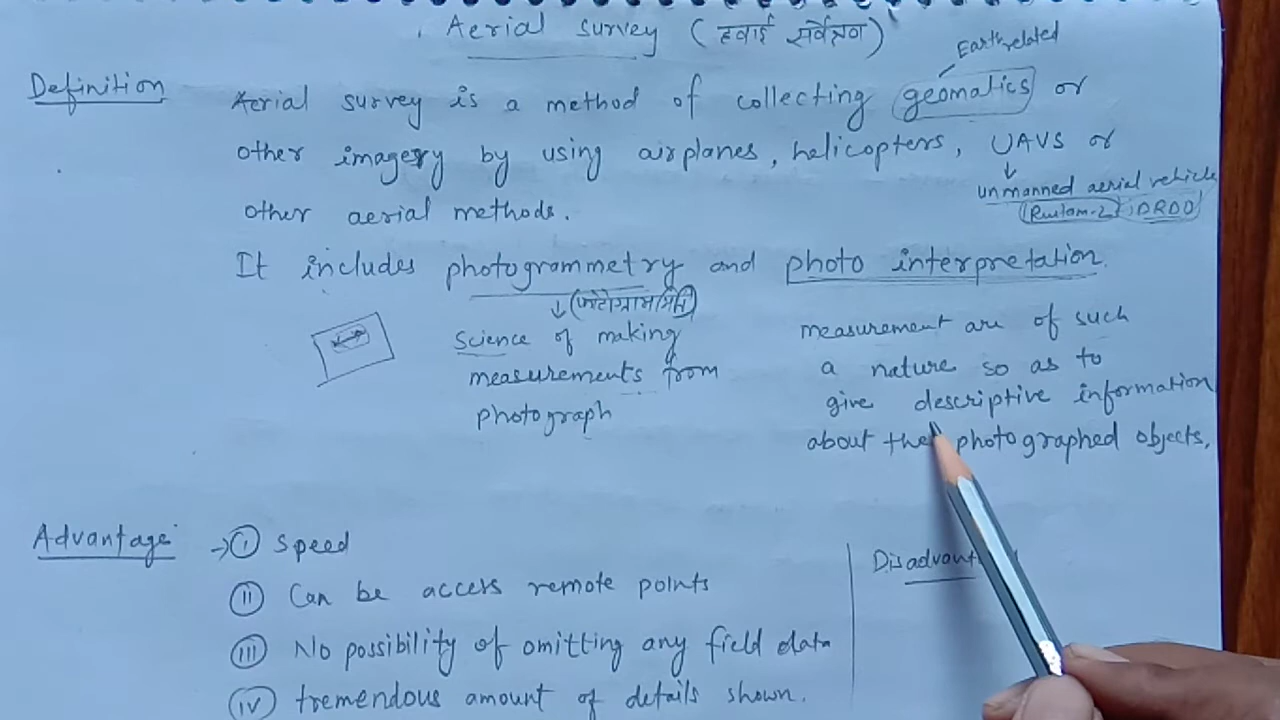 Aerial survey (हवाई सर्वेक्षण)
Earth related
Definition
Aerial survey is a method of collecting geomatics or
other imagery by using airplanes, helicopters, UAVS or
unmanned aerial vehicle
Rustom-2, DRDO
other aerial methods.
It includes photogrammetry and photo interpretation.
(फोटोग्राममिति)
Science of making
measurements from
photograph
measurement are of such
a nature so as to
give descriptive information
about the photographed objects,
Advantage → (i) speed
(ii) Can be access remote points
(iii) No possibility of omitting any field data
(iv) tremendous amount of details shown.
Disadvant